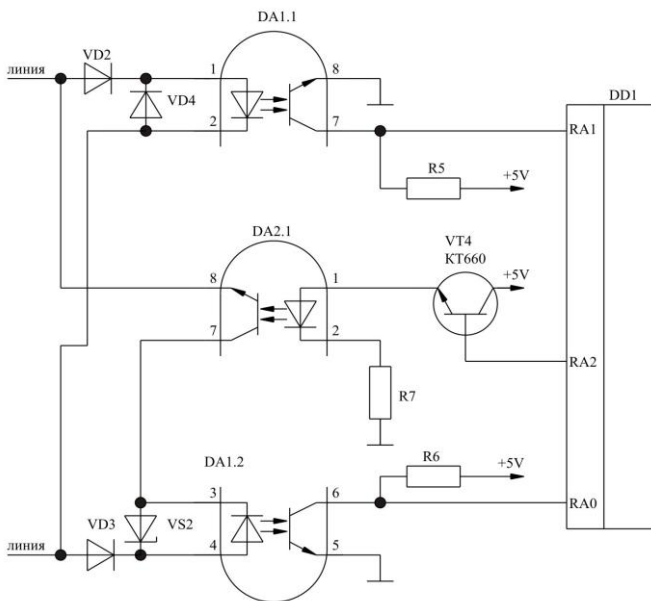 DA1.1
VD2
линия
1
8
DD1
VD4
2
7
RA1
R5
+5V
DA2.1
VT4
КТ660
8
1
+5V
7
2
RA2
R7
DA1.2
R6
+5V
3
6
RA0
VD3
VS2
линия
4
5